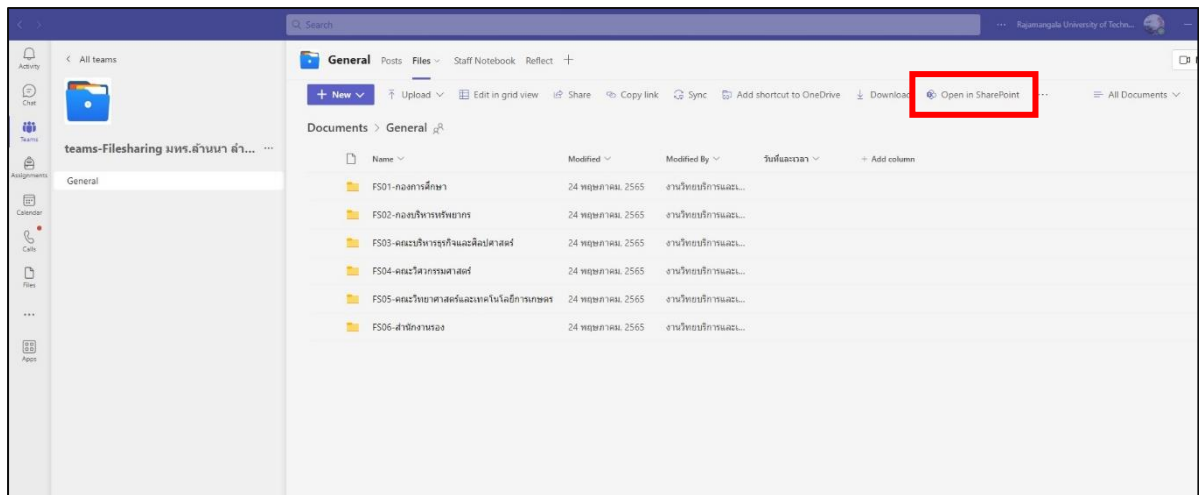 Search
Rajamangala University of Techn...
Activity
Chat
Teams
Assignments
Calendar
Calls
Files
Apps
All teams
teams-Filesharing มทร.ล้านนา ลำ... ...
General
General Posts Files Staff Notebook Reflect
New Upload Edit in grid view Share Copy link Sync Add shortcut to OneDrive Download Open in SharePoint ... All Documents
Documents > General
Name Modified Modified By วันที่และเวลา + Add column
FS01-กองการศึกษา 24 พฤษภาคม 2565 งานวิทยบริการและเ...
FS02-กองบริหารทรัพยากร 24 พฤษภาคม 2565 งานวิทยบริการและเ...
FS03-คณะบริหารธุรกิจและศิลปศาสตร์ 24 พฤษภาคม 2565 งานวิทยบริการและเ...
FS04-คณะวิศวกรรมศาสตร์ 24 พฤษภาคม 2565 งานวิทยบริการและเ...
FS05-คณะวิทยาศาสตร์และเทคโนโลยีการเกษตร 24 พฤษภาคม 2565 งานวิทยบริการและเ...
FS06-สำนักงานรอง 24 พฤษภาคม 2565 งานวิทยบริการและเ...